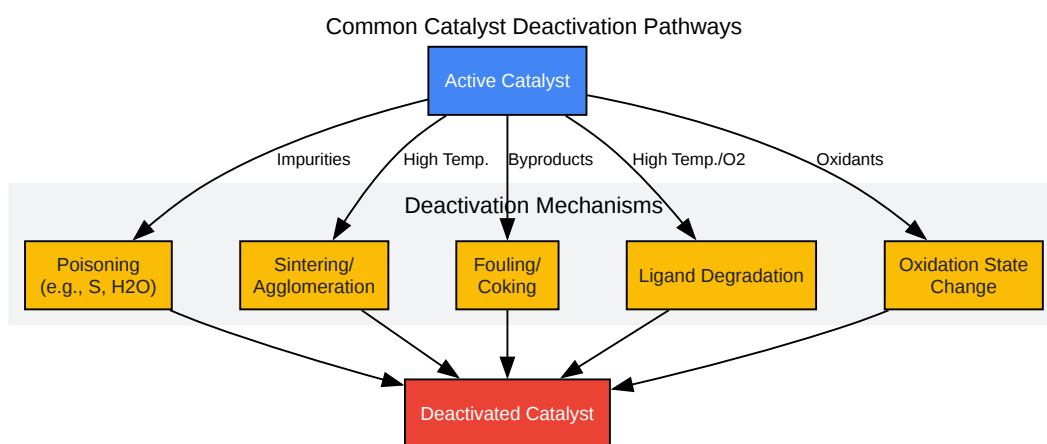 Common Catalyst Deactivation Pathways
Active Catalyst
Impurities
High Temp.
Byproducts
High Temp./O2
Oxidants
Deactivation Mechanisms
Poisoning
(e.g., S, H2O)
Sintering/
Agglomeration
Fouling/
Coking
Ligand Degradation
Oxidation State
Change
Deactivated Catalyst